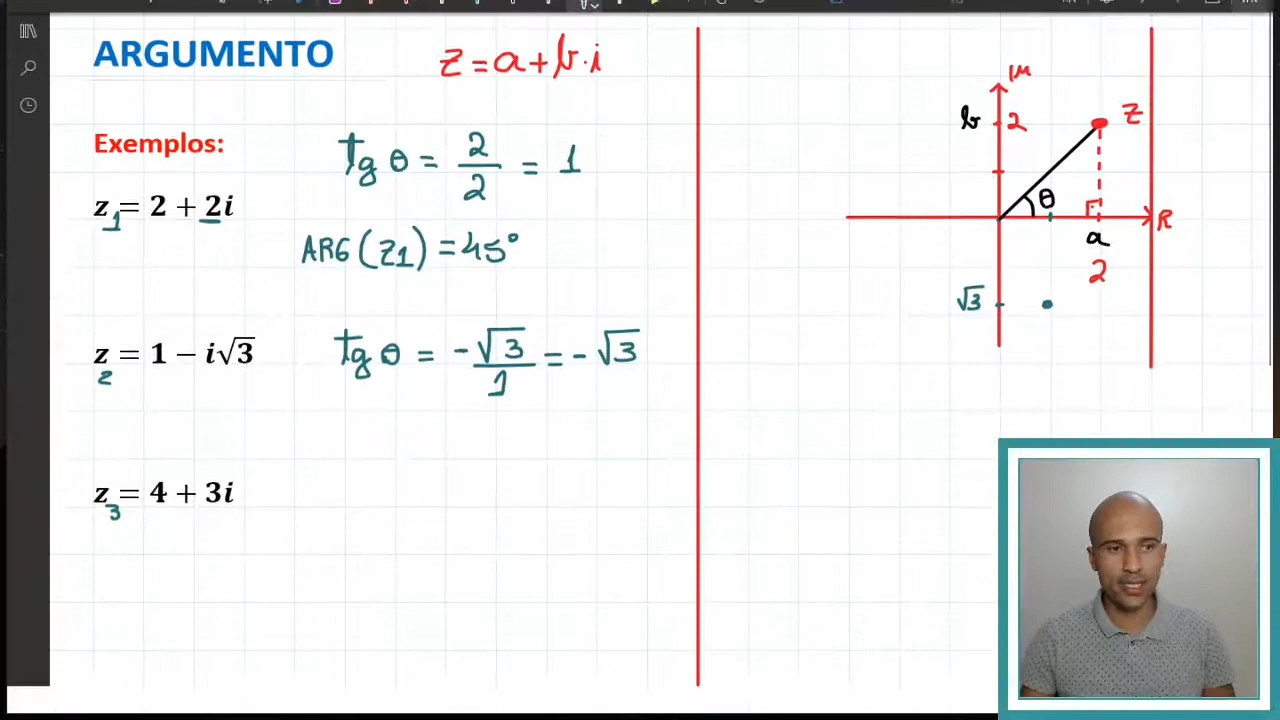 ARGUMENTO
z = a + b · i
Exemplos:
tg θ = 2/2 = 1
z₁ = 2 + 2i
ARG (z1) = 45°
z₂ = 1 − i√3
tg θ = −√3/1 = −√3
z₃ = 4 + 3i
Im
b 2
z
θ
R
a
2
√3